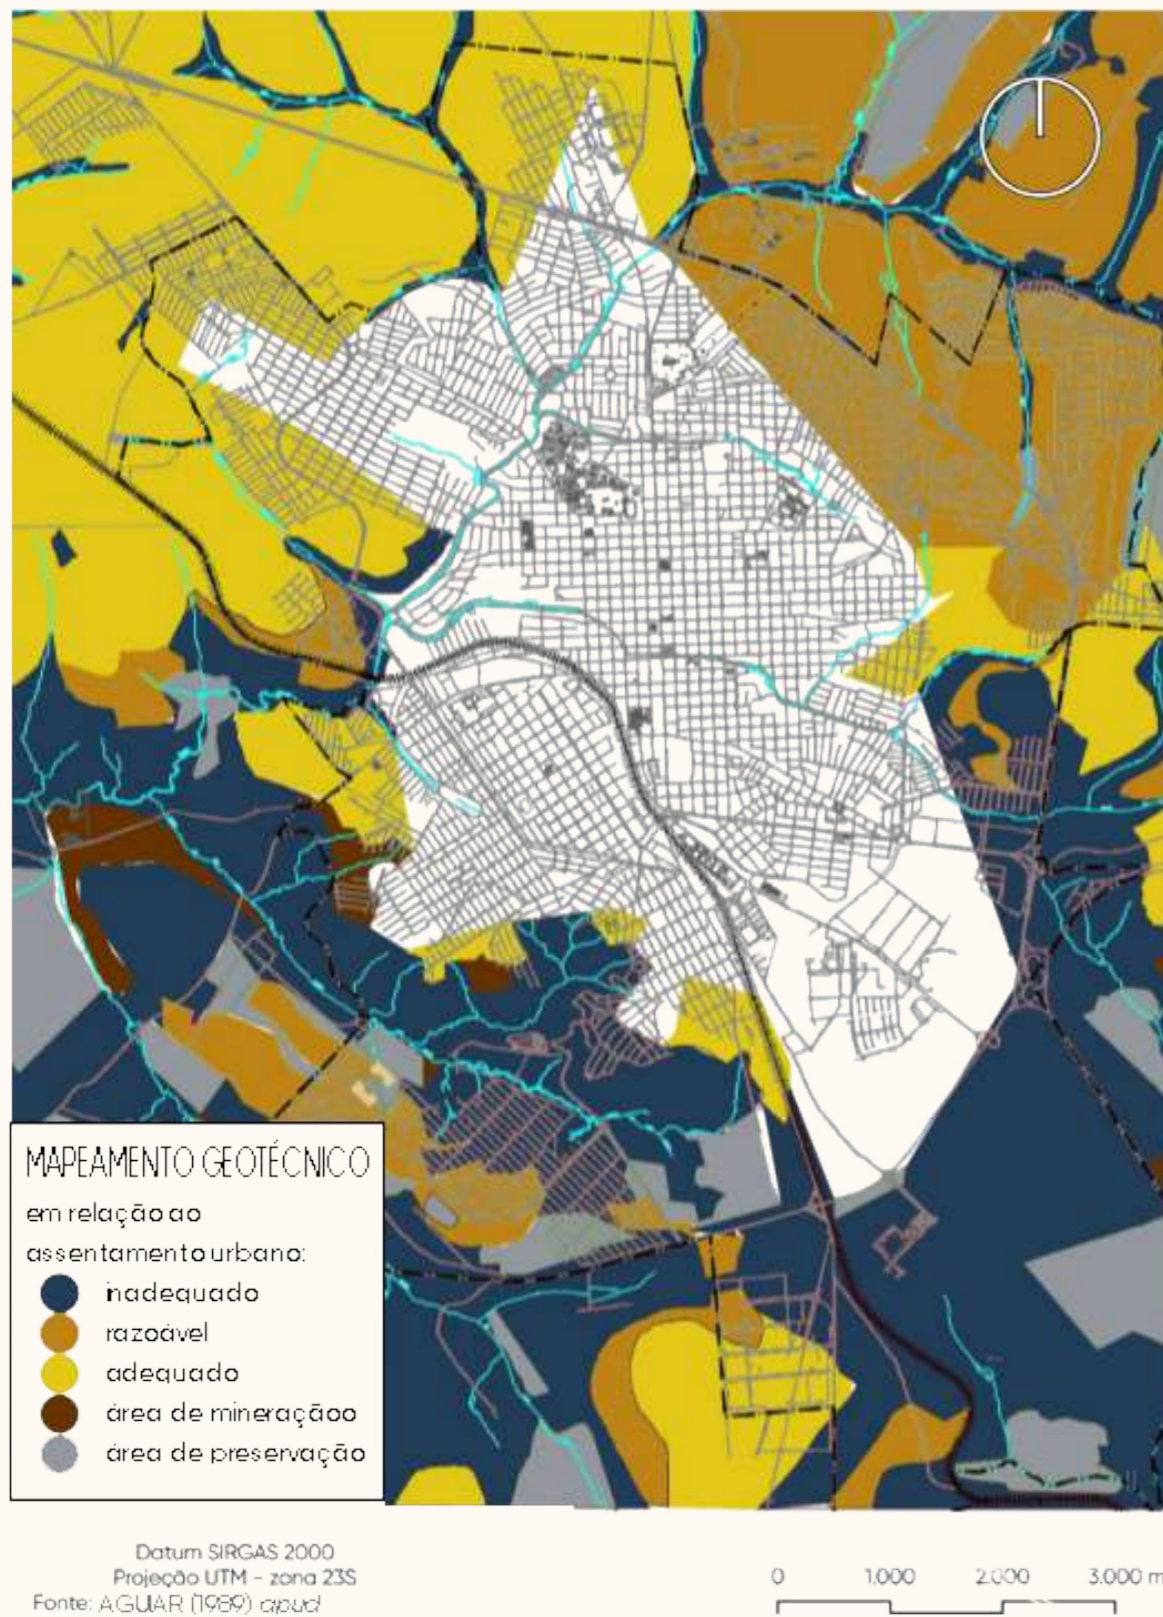 MAPEAMENTO GEOTÉCNICO
em relação ao
assentamento urbano:
inadequado
razoável
adequado
área de mineraçãoo
área de preservação
Datum SIRGAS 2000
Projeção UTM - zona 23S
Fonte: AGUIAR (1989) apud
0 1.000 2.000 3.000 m